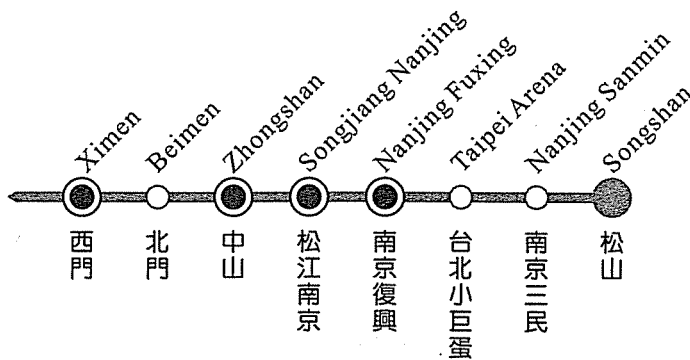 Ximen
Beimen
Zhongshan
Songjiang Nanjing
Nanjing Fuxing
Taipei Arena
Nanjing Sanmin
Songshan
西門
北門
中山
松江南京
南京復興
台北小巨蛋
南京三民
松山